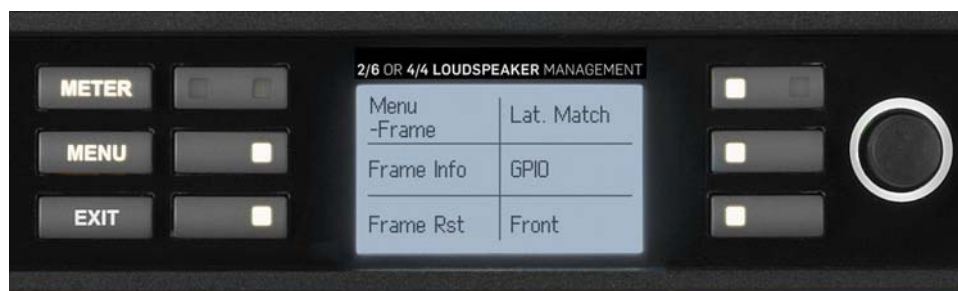 METER
MENU
EXIT
2/6 OR 4/4 LOUDSPEAKER MANAGEMENT
Menu
-Frame
Lat. Match
Frame Info
GPIO
Frame Rst
Front